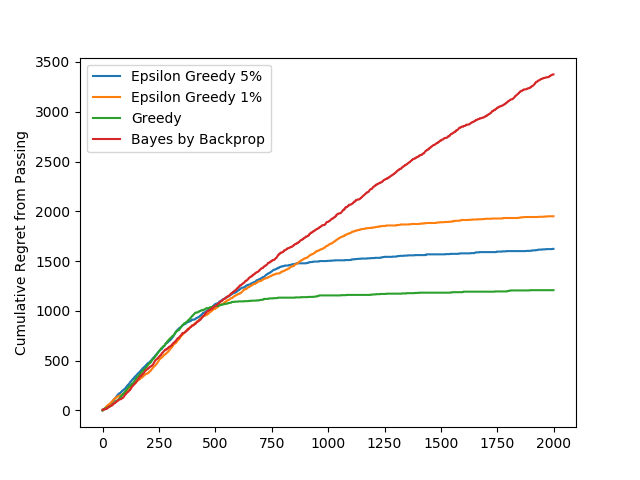 Epsilon Greedy 5%
Epsilon Greedy 1%
Greedy
Bayes by Backprop
Cumulative Regret from Passing
3500
3000
2500
2000
1500
1000
500
0
0 250 500 750 1000 1250 1500 1750 2000